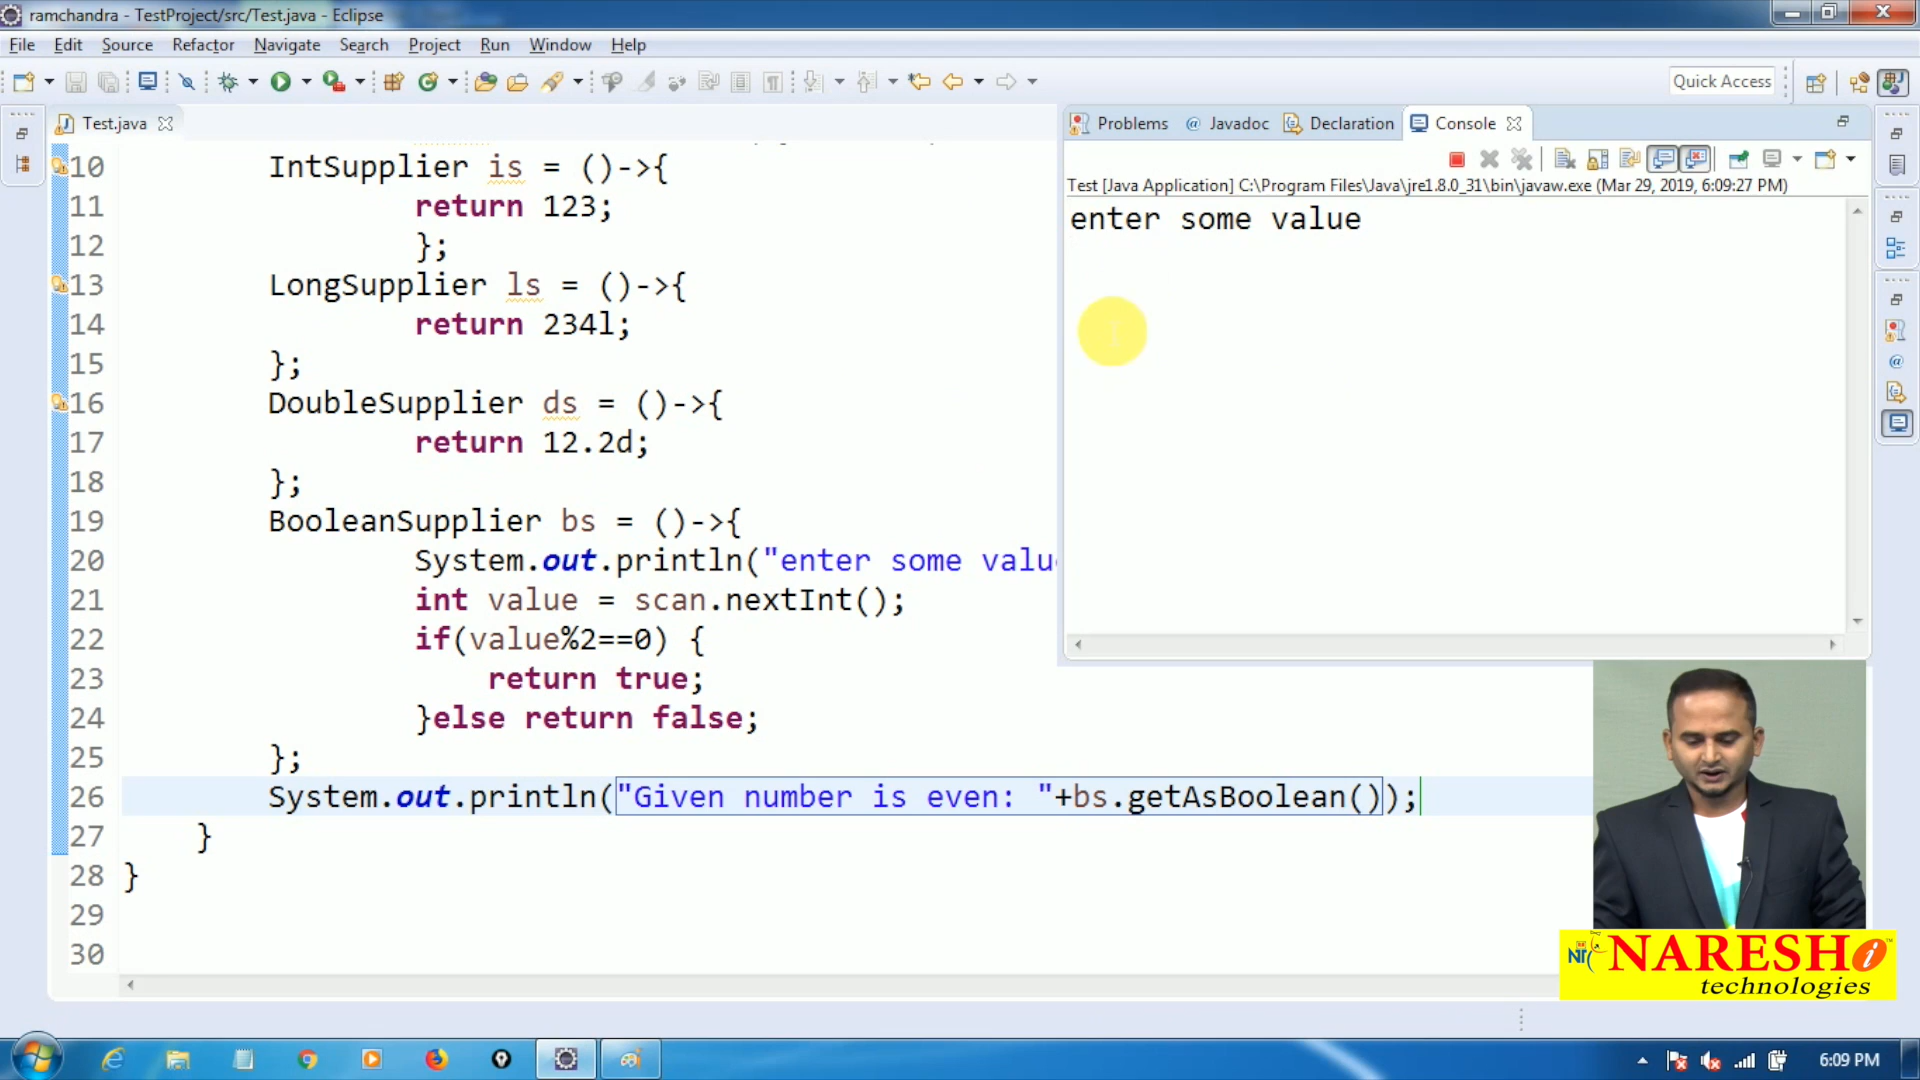 ramchandra - TestProject/src/Test.java - Eclipse
File Edit Source Refactor Navigate Search Project Run Window Help
Quick Access
Test.java
Problems @ Javadoc Declaration Console
Test [Java Application] C:\Program Files\Java\jre1.8.0_31\bin\javaw.exe (Mar 29, 2019, 6:09:27 PM)
enter some value
10 IntSupplier is = ()->{
11 return 123;
12 };
13 LongSupplier ls = ()->{
14 return 234l;
15 };
16 DoubleSupplier ds = ()->{
17 return 12.2d;
18 };
19 BooleanSupplier bs = ()->{
20 System.out.println("enter some valu
21 int value = scan.nextInt();
22 if(value%2==0) {
23 return true;
24 }else return false;
25 };
26 System.out.println("Given number is even: "+bs.getAsBoolean());
27 }
28 }
29
30
NARESH i
technologies
6:09 PM